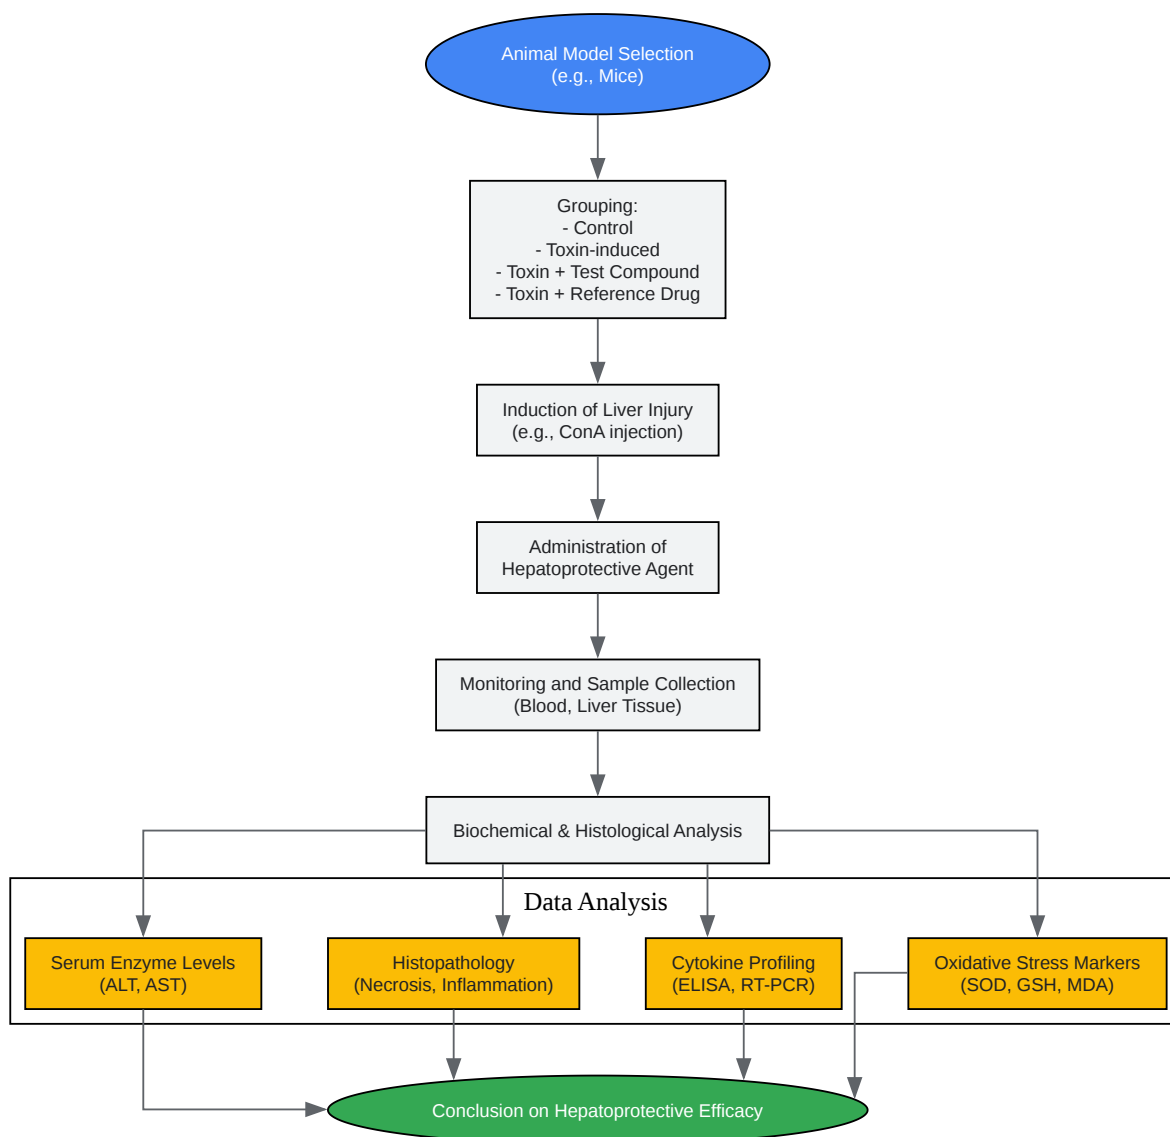 Animal Model Selection
(e.g., Mice)
Grouping:
- Control
- Toxin-induced
- Toxin + Test Compound
- Toxin + Reference Drug
Induction of Liver Injury
(e.g., ConA injection)
Administration of
Hepatoprotective Agent
Monitoring and Sample Collection
(Blood, Liver Tissue)
Biochemical & Histological Analysis
Data Analysis
Serum Enzyme Levels
(ALT, AST)
Histopathology
(Necrosis, Inflammation)
Cytokine Profiling
(ELISA, RT-PCR)
Oxidative Stress Markers
(SOD, GSH, MDA)
Conclusion on Hepatoprotective Efficacy